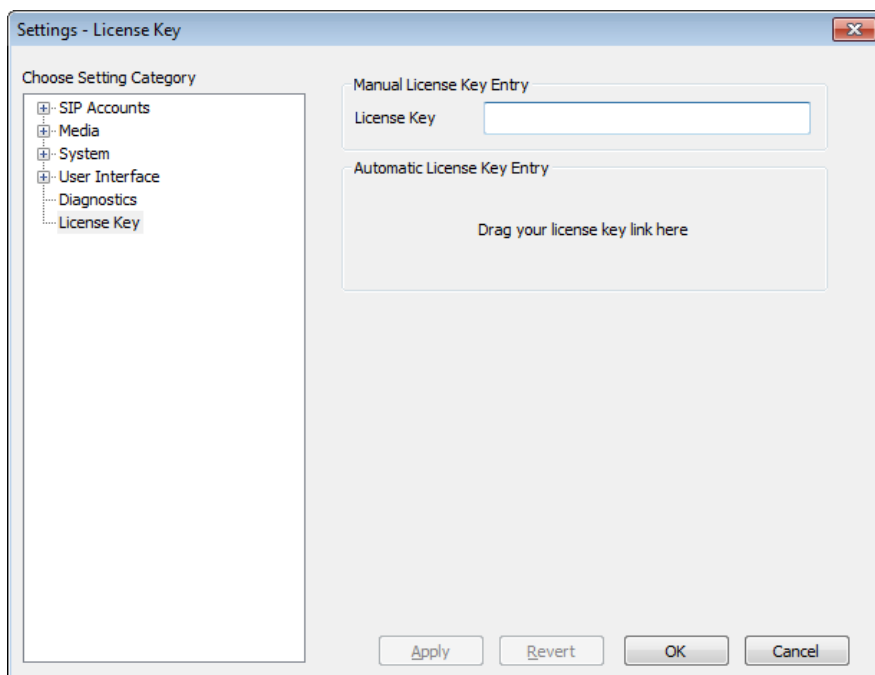 Settings - License Key
Choose Setting Category
SIP Accounts
Media
System
User Interface
Diagnostics
License Key
Manual License Key Entry
License Key
Automatic License Key Entry
Drag your license key link here
Apply
Revert
OK
Cancel